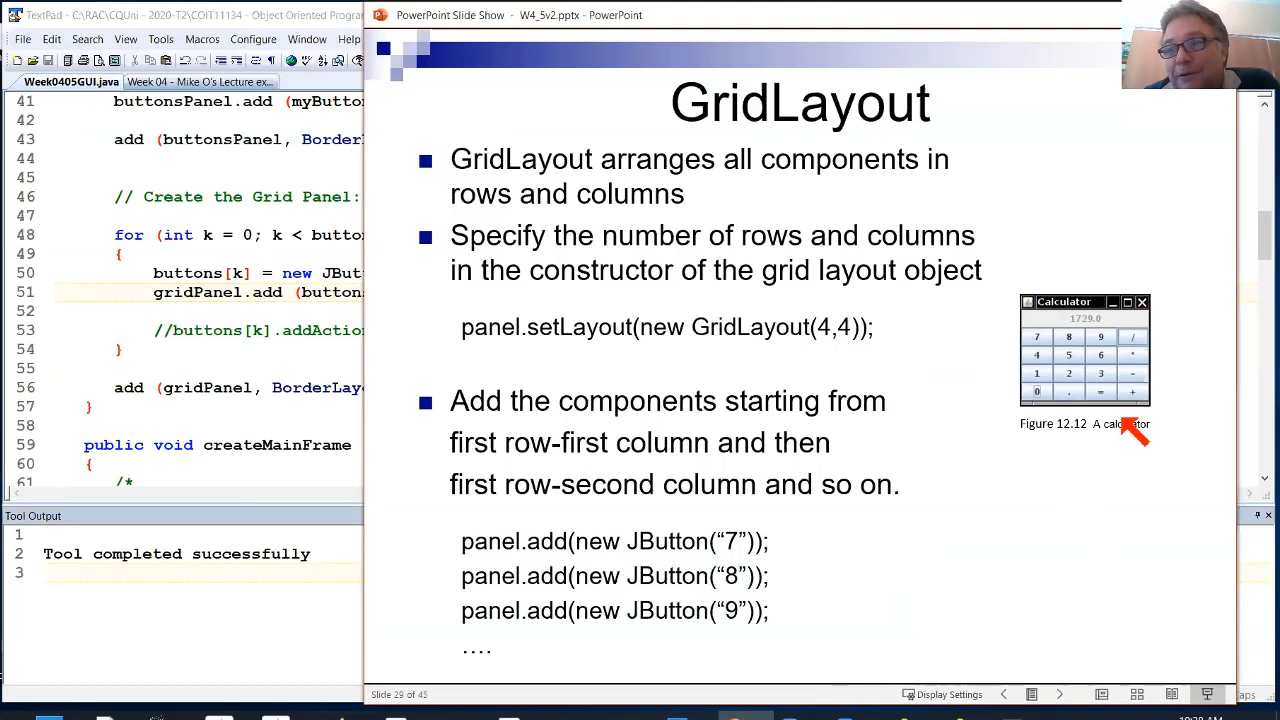 TextPad - C:\RAC\CQUni - 2020-T2\COIT11134 - Object Oriented Progra
File Edit Search View Tools Macros Configure Window Help
Week0405GUI.java Week 04 - Mike O's Lecture ex...
41 buttonsPanel.add (myButto
42
43 add (buttonsPanel, Border
44
45
46 // Create the Grid Panel:
47
48 for (int k = 0; k < butto
49 {
50 buttons[k] = new JBut
51 gridPanel.add (button
52
53 //buttons[k].addActio
54 }
55
56 add (gridPanel, BorderLay
57 }
58
59 public void createMainFrame
60 {
61 /*
Tool Output
1
2 Tool completed successfully
3
PowerPoint Slide Show - W4_5v2.pptx - PowerPoint
GridLayout
GridLayout arranges all components in
rows and columns
Specify the number of rows and columns
in the constructor of the grid layout object
panel.setLayout(new GridLayout(4,4));
Add the components starting from
first row-first column and then
first row-second column and so on.
panel.add(new JButton(“7”));
panel.add(new JButton(“8”));
panel.add(new JButton(“9”));
….
Calculator
1729.0
7 8 9 /
4 5 6 *
1 2 3 -
0 . = +
Figure 12.12 A calculator
Slide 29 of 45
Display Settings